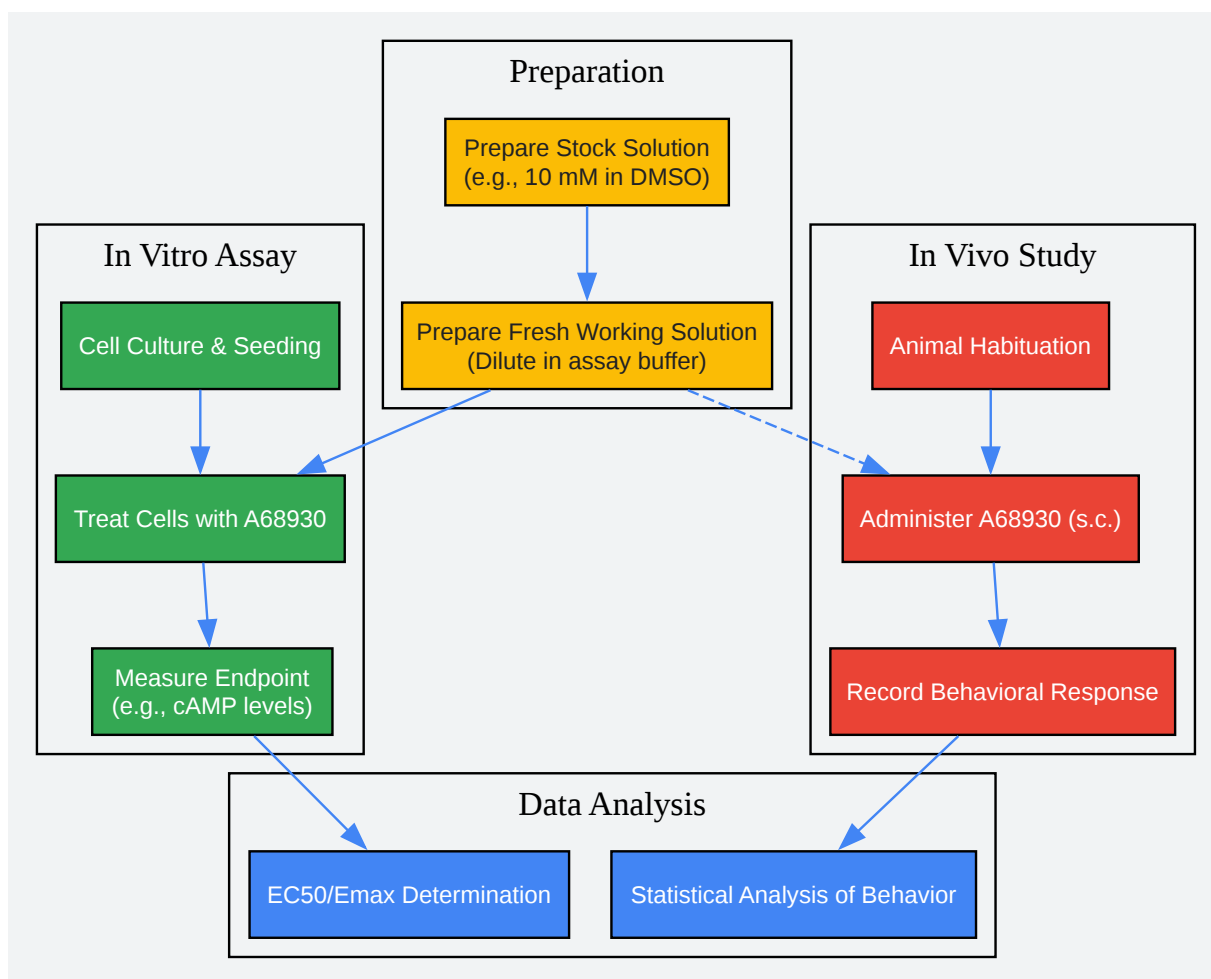 Preparation
Prepare Stock Solution
(e.g., 10 mM in DMSO)
Prepare Fresh Working Solution
(Dilute in assay buffer)
In Vitro Assay
Cell Culture & Seeding
Treat Cells with A68930
Measure Endpoint
(e.g., cAMP levels)
In Vivo Study
Animal Habituation
Administer A68930 (s.c.)
Record Behavioral Response
Data Analysis
EC50/Emax Determination
Statistical Analysis of Behavior